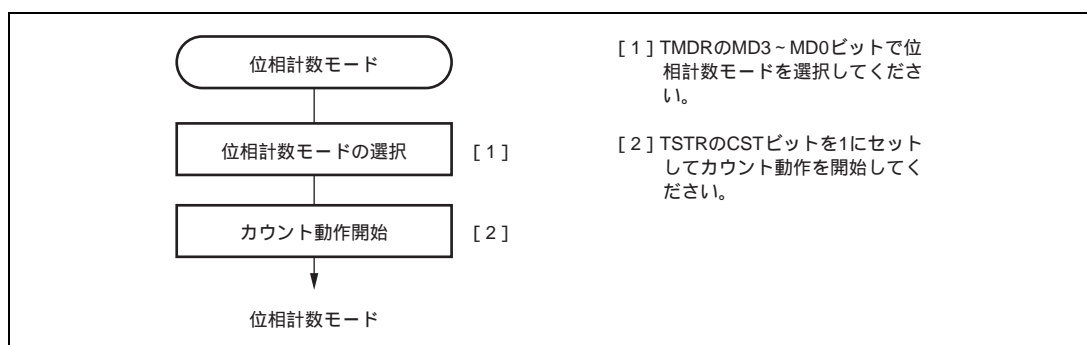 位相計数モード
位相計数モードの選択 [ 1 ]
カウント動作開始 [ 2 ]
位相計数モード
[ 1 ] TMDRのMD3～MD0ビットで位
相計数モードを選択してくださ
い。
[ 2 ] TSTRのCSTビットを1にセット
してカウント動作を開始してく
ださい。